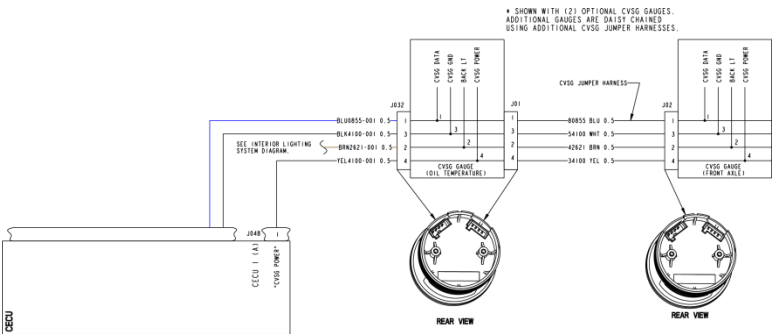 * SHOWN WITH (2) OPTIONAL CVSG GAUGES.
ADDITIONAL GAUGES ARE DAISY CHAINED
USING ADDITIONAL CVSG JUMPER HARNESSES.
CVSG DATA
CVSG GND
BACK LT
CVSG POWER
CVSG DATA
CVSG GND
BACK LT
CVSG POWER
CVSG JUMPER HARNESS
J032
J01
J02
BLU0855-001 0.5
1
1
1
80855 BLU 0.5
1
1
BLK4100-001 0.5
3
3
3
54100 WHT 0.5
3
3
SEE INTERIOR LIGHTING
SYSTEM DIAGRAM.
BRN2621-001 0.5
2
2
2
42621 BRN 0.5
2
2
YEL4100-001 0.5
4
4
4
34100 YEL 0.5
4
4
CVSG GAUGE
(OIL TEMPERATURE)
CVSG GAUGE
(FRONT AXLE)
J048
1
CECU 1 (A)
"CVSG POWER"
CECU
REAR VIEW
REAR VIEW